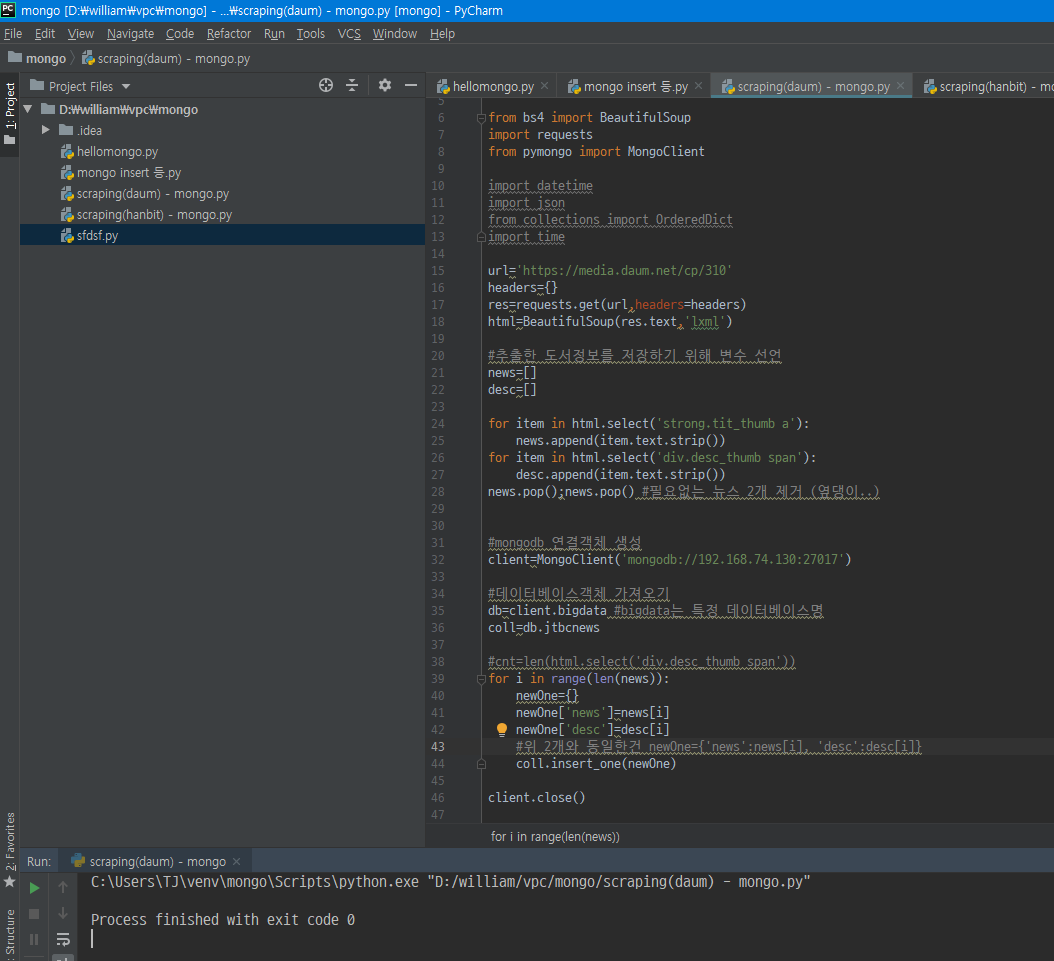 mongo [D:￦william￦vpc￦mongo] - ...￦scraping(daum) - mongo.py [mongo] - PyCharm
File Edit View Navigate Code Refactor Run Tools VCS Window Help
mongo scraping(daum) - mongo.py
1: Project
Project Files
hellomongo.py mongo insert 등.py scraping(daum) - mongo.py scraping(hanbit) - mo
D:￦william￦vpc￦mongo
.idea
hellomongo.py
mongo insert 등.py
scraping(daum) - mongo.py
scraping(hanbit) - mongo.py
sfdsf.py
5
6 from bs4 import BeautifulSoup
7 import requests
8 from pymongo import MongoClient
9
10 import datetime
11 import json
12 from collections import OrderedDict
13 import time
14
15 url='https://media.daum.net/cp/310'
16 headers={}
17 res=requests.get(url,headers=headers)
18 html=BeautifulSoup(res.text,'lxml')
19
20 #추출한 도서정보를 저장하기 위해 변수 선언
21 news=[]
22 desc=[]
23
24 for item in html.select('strong.tit_thumb a'):
25 news.append(item.text.strip())
26 for item in html.select('div.desc_thumb span'):
27 desc.append(item.text.strip())
28 news.pop();news.pop() #필요없는 뉴스 2개 제거 (옆댕이..)
29
30
31 #mongodb 연결객체 생성
32 client=MongoClient('mongodb://192.168.74.130:27017')
33
34 #데이터베이스객체 가져오기
35 db=client.bigdata #bigdata는 특정 데이터베이스명
36 coll=db.jtbcnews
37
38 #cnt=len(html.select('div.desc_thumb span'))
39 for i in range(len(news)):
40 newOne={}
41 newOne['news']=news[i]
42 newOne['desc']=desc[i]
43 #위 2개와 동일한건 newOne={'news':news[i], 'desc':desc[i]}
44 coll.insert_one(newOne)
45
46 client.close()
47
for i in range(len(news))
2: Favorites
Structure
Run: scraping(daum) - mongo
C:\Users\TJ\venv\mongo\Scripts\python.exe "D:/william/vpc/mongo/scraping(daum) - mongo.py"
Process finished with exit code 0